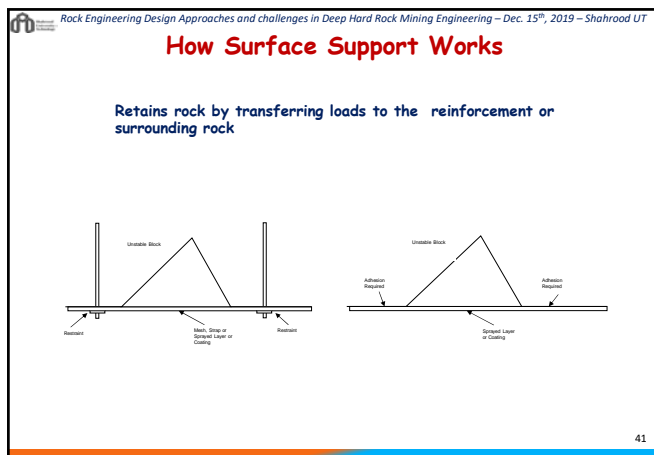 Rock Engineering Design Approaches and challenges in Deep Hard Rock Mining Engineering – Dec. 15th, 2019 – Shahrood UT
How Surface Support Works
Retains rock by transferring loads to the reinforcement or
surrounding rock
Unstable Block
Restraint
Mesh, Strap or
Sprayed Layer or
Coating
Restraint
Unstable Block
Adhesion
Required
Adhesion
Required
Sprayed Layer
or Coating
41